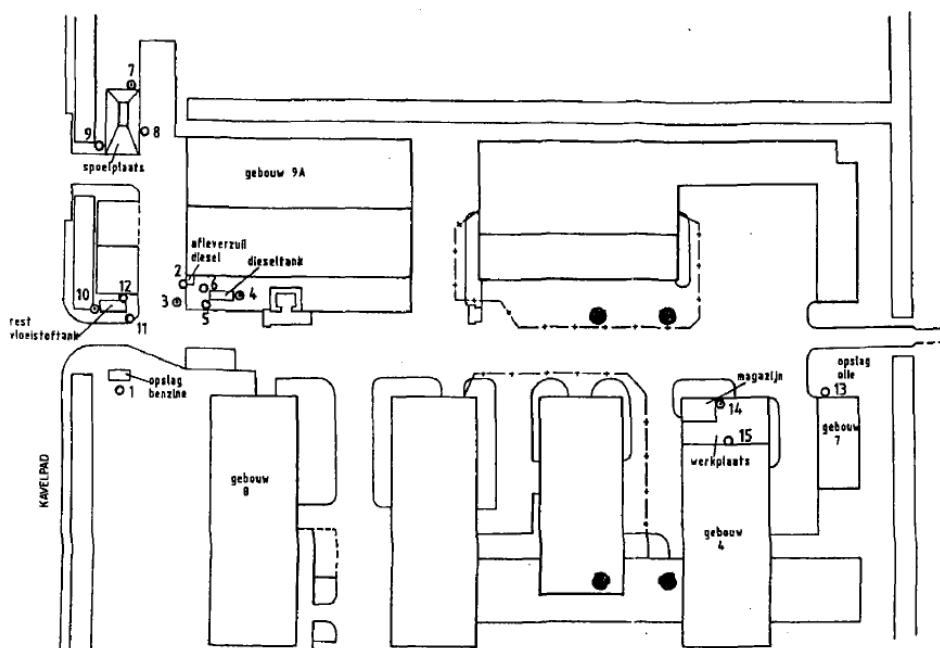 7
9
8
spoelplaats
gebouw 9A
afleverzuil
diesel
dieseltank
2
6
12
3
4
10
5
11
rest
vloeistoftank
opslag
benzine
1
opslag
olie
magazijn
13
14
gebouw
7
15
werkplaats
gebouw
8
KAVELPAD
gebouw
4